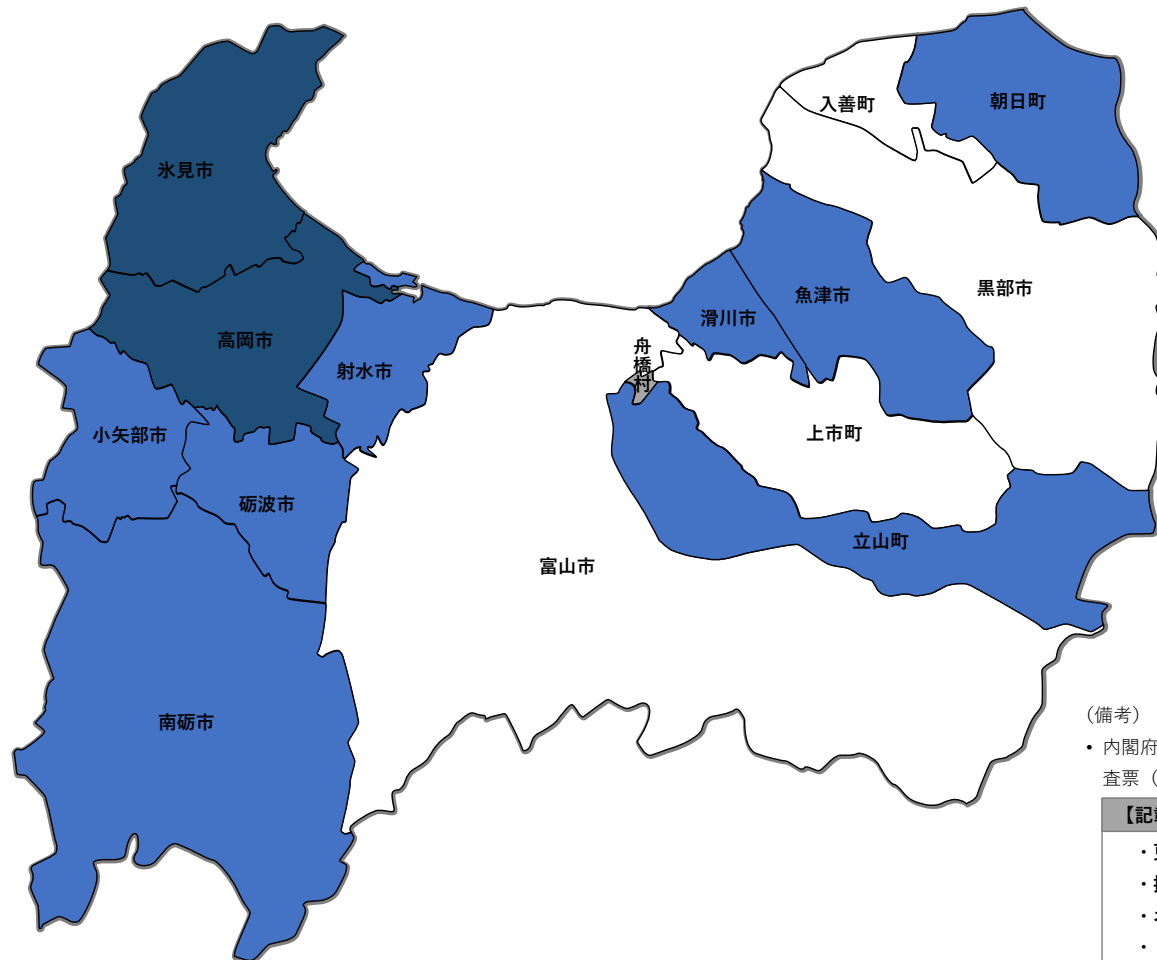 入善町
朝日町
氷見市
黒部市
魚津市
滑川市
高岡市
舟橋村
射水市
小矢部市
上市町
砺波市
立山町
富山市
南砺市
（備考）
• 内閣府
査票（
【記
・
・
・
・